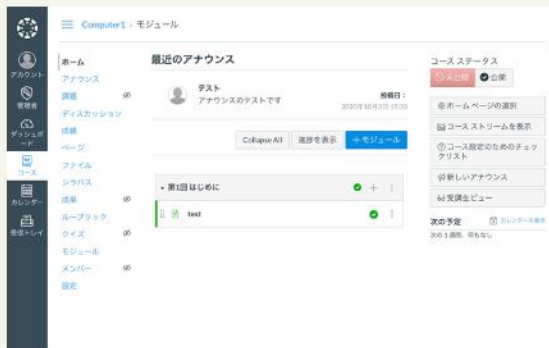 Computer1 › モジュール
アカウント
管理者
ダッシュボード
コース
カレンダー
受信トレイ
ホーム
アナウンス
課題
ディスカッション
成績
ページ
ファイル
シラバス
成果
ルーブリック
クイズ
モジュール
メンバー
設定
最近のアナウンス
テスト
アナウンスのテストです
投稿日：
Collapse All
進捗を表示
＋モジュール
第1回 はじめに
test
コース ステータス
未公開
公開
ホーム ページの選択
コース ストリームを表示
コース設定のためのチェックリスト
新しいアナウンス
受講生ビュー
次の予定
カレンダーの表示
次の 1 週間、何もなし